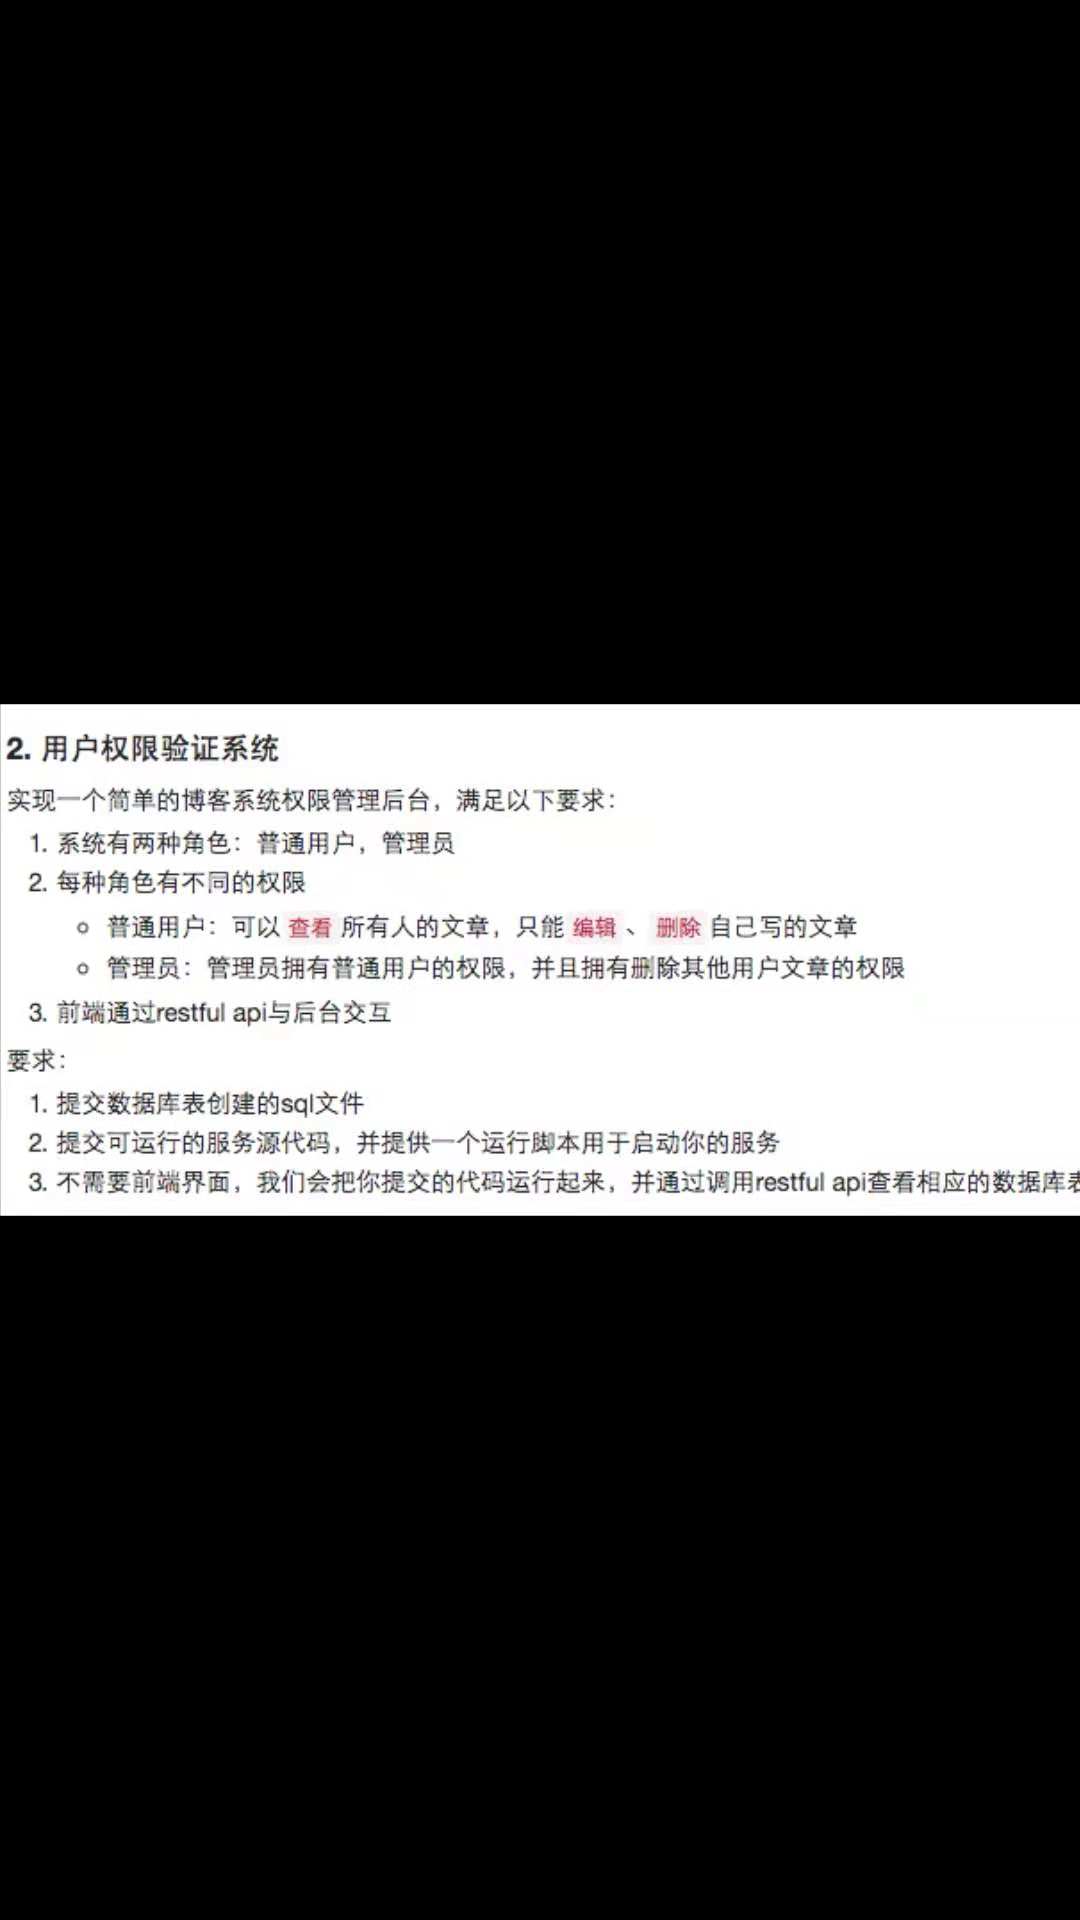 2. 用户权限验证系统
实现一个简单的博客系统权限管理后台，满足以下要求：
1. 系统有两种角色：普通用户，管理员
2. 每种角色有不同的权限
普通用户：可以 查看 所有人的文章，只能 编辑 、 删除 自己写的文章
管理员：管理员拥有普通用户的权限，并且拥有删除其他用户文章的权限
3. 前端通过restful api与后台交互
要求：
1. 提交数据库表创建的sql文件
2. 提交可运行的服务源代码，并提供一个运行脚本用于启动你的服务
3. 不需要前端界面，我们会把你提交的代码运行起来，并通过调用restful api查看相应的数据库表